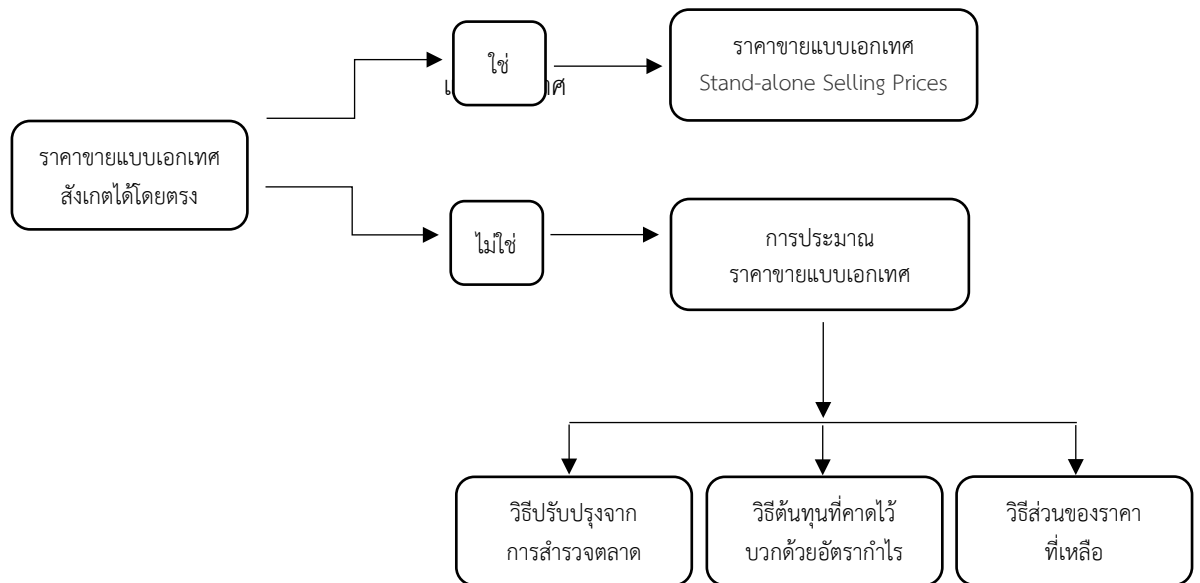 ใช่
ราคาขายแบบเอกเทศ
Stand-alone Selling Prices
ราคาขายแบบเอกเทศ
สังเกตได้โดยตรง
ไม่ใช่
การประมาณ
ราคาขายแบบเอกเทศ
วิธีปรับปรุงจาก
การสำรวจตลาด
วิธีต้นทุนที่คาดไว้
บวกด้วยอัตรากำไร
วิธีส่วนของราคา
ที่เหลือ